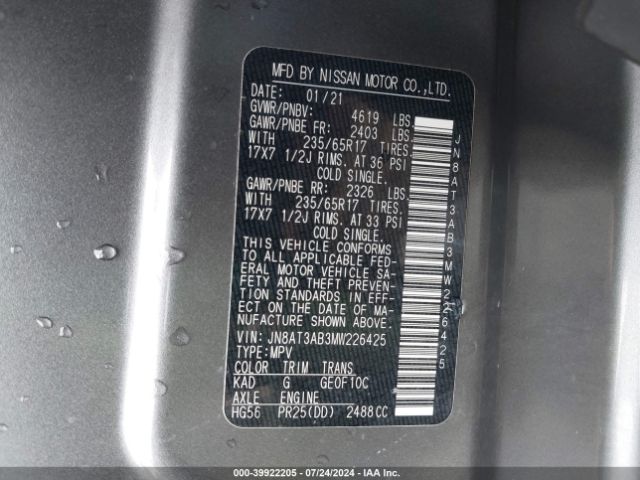 MFD BY NISSAN MOTOR CO.,LTD.
DATE: 01/21
GVWR/PNBV: 4619 LBS
GAWR/PNBE FR: 2403 LBS
WITH 235/65R17 TIRES.
17X7 1/2J RIMS. AT 36 PSI
COLD SINGLE.
GAWR/PNBE RR: 2326 LBS.
WITH 235/65R17 TIRES.
17X7 1/2J RIMS. AT 33 PSI
COLD SINGLE.
THIS VEHICLE CONFORMS
TO ALL APPLICABLE FED-
ERAL MOTOR VEHICLE SA-
FETY AND THEFT PREVEN-
TION STANDARDS IN EFF-
ECT ON THE DATE OF MA-
NUFACTURE SHOWN ABOVE.
VIN: JN8AT3AB3MW226425
TYPE:MPV
COLOR TRIM TRANS
KAD G GE0F10C
AXLE ENGINE
HG56 PR25(DD) 2488CC
JN8AT3AB3MW226425
000-39922205 - 07/24/2024 - IAA Inc.